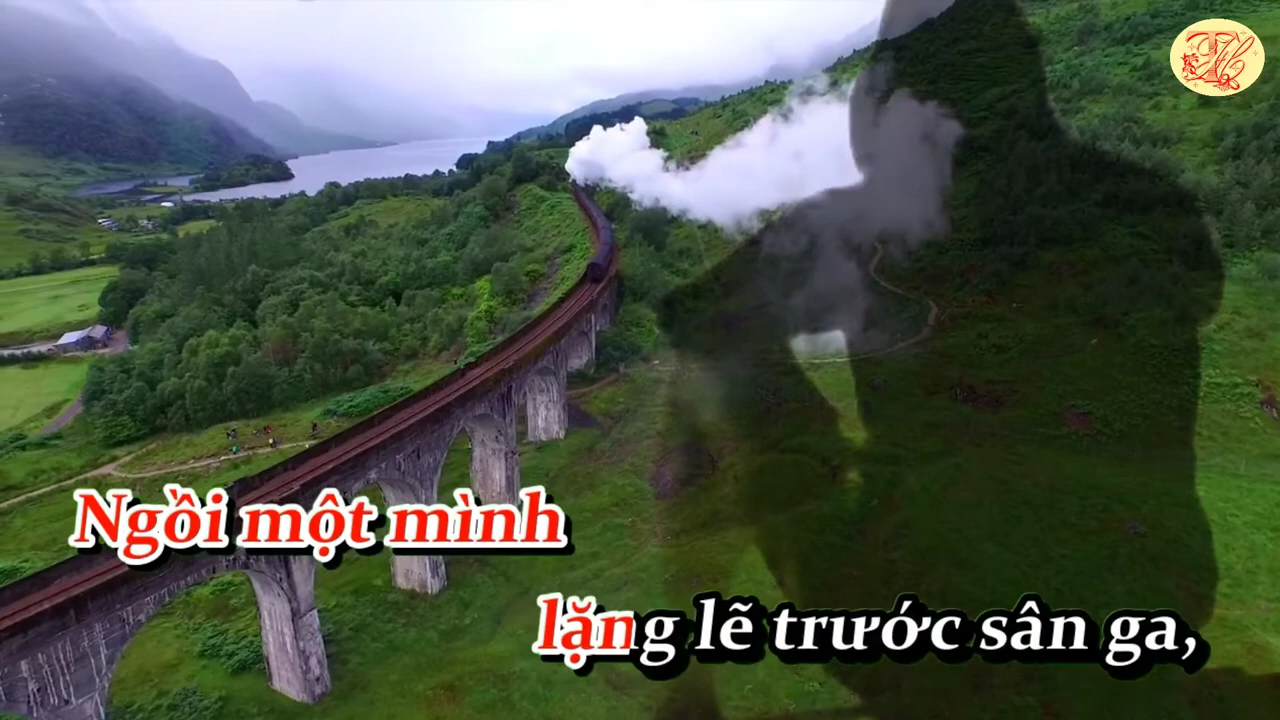 Ngồi một mình
lặng lẽ trước sân ga,